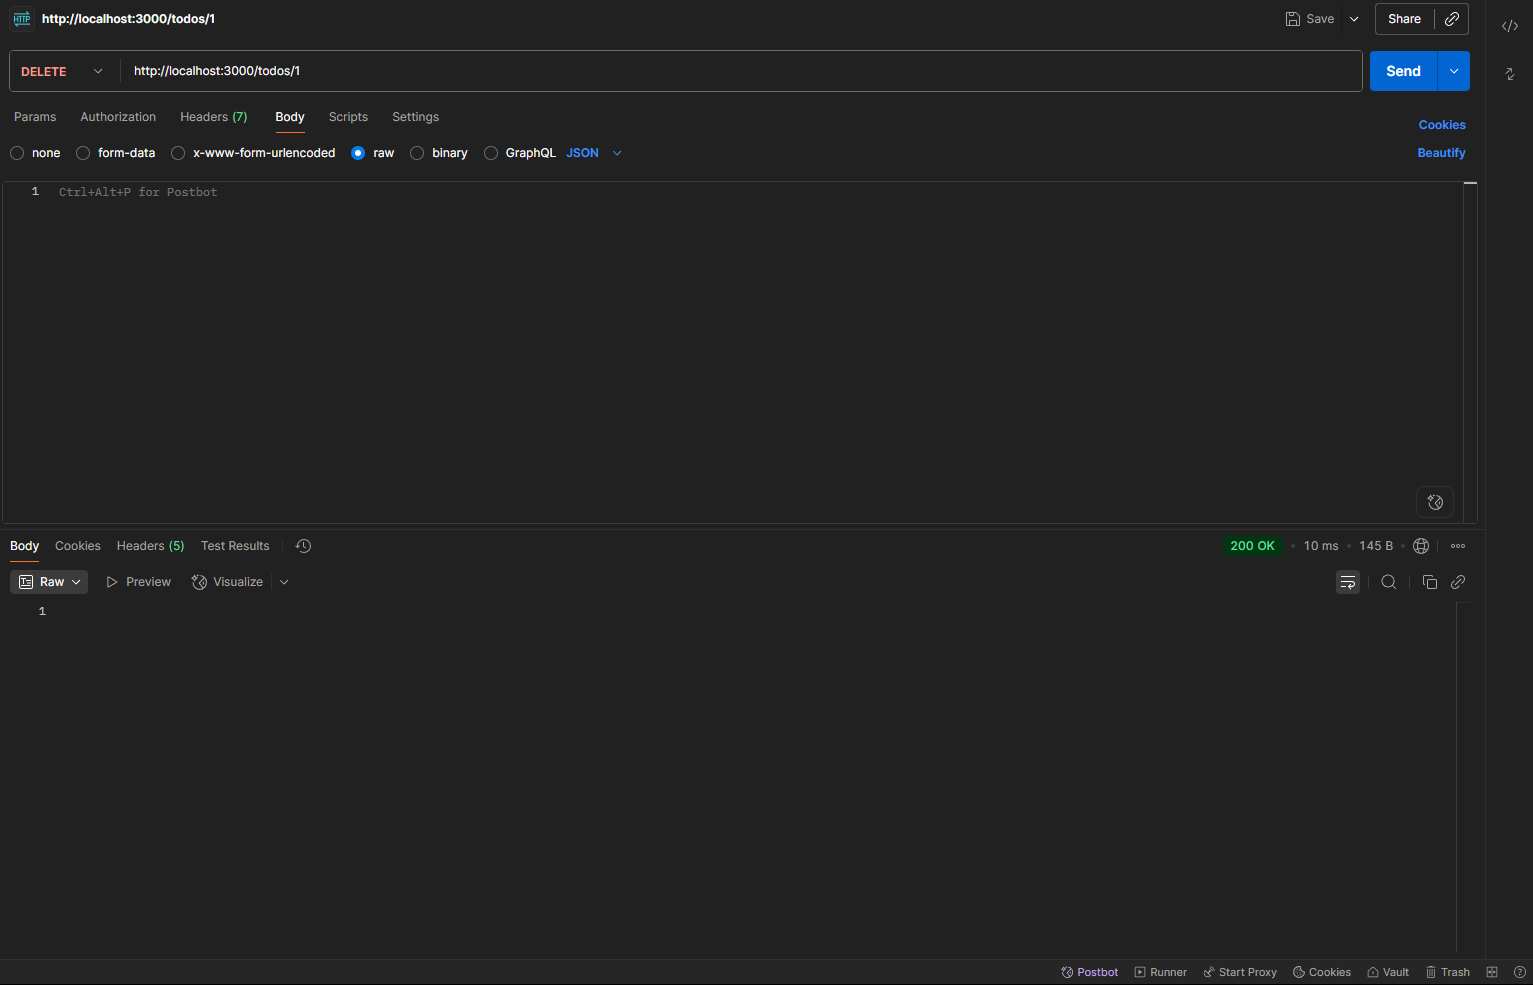 HTTP http://localhost:3000/todos/1 Save Share
DELETE http://localhost:3000/todos/1 Send
Params Authorization Headers (7) Body Scripts Settings Cookies
none form-data x-www-form-urlencoded raw binary GraphQL JSON Beautify
1 Ctrl+Alt+P for Postbot
Body Cookies Headers (5) Test Results 200 OK • 10 ms • 145 B •
Raw Preview Visualize
1
Postbot Runner Start Proxy Cookies Vault Trash